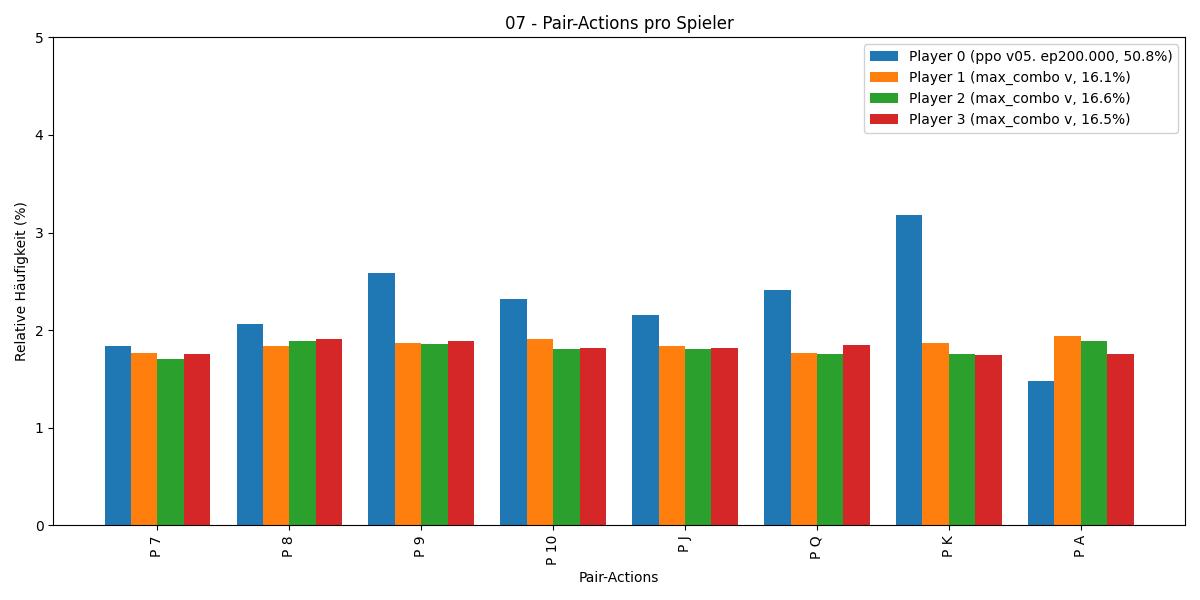 07 - Pair-Actions pro Spieler
Player 0 (ppo v05. ep200.000, 50.8%)
Player 1 (max_combo v, 16.1%)
Player 2 (max_combo v, 16.6%)
Player 3 (max_combo v, 16.5%)
Relative Häufigkeit (%)
5
4
3
2
1
0
P 7
P 8
P 9
P 10
P J
P Q
P K
P A
Pair-Actions